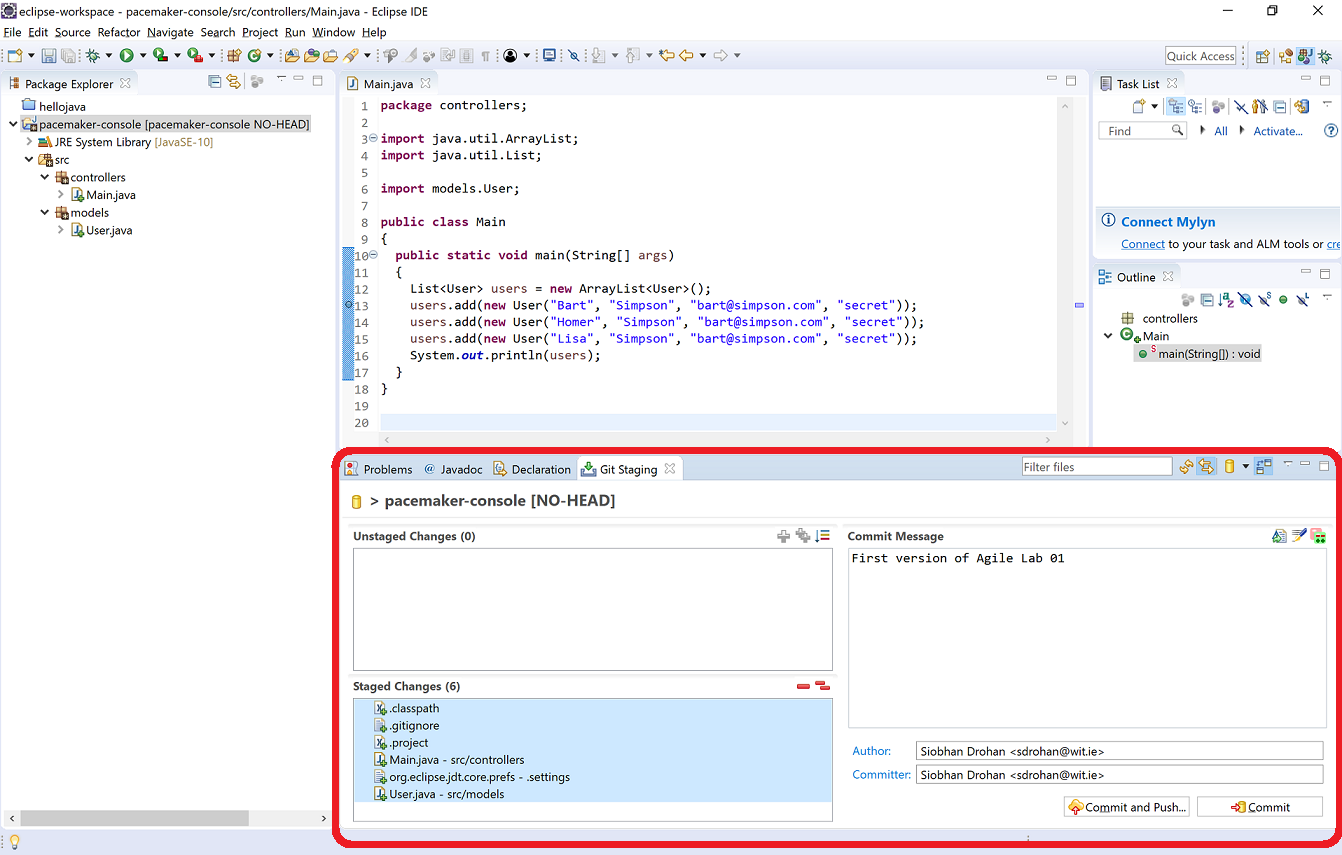 eclipse-workspace - pacemaker-console/src/controllers/Main.java - Eclipse IDE
File Edit Source Refactor Navigate Search Project Run Window Help
Quick Access
Package Explorer
hellojava
pacemaker-console [pacemaker-console NO-HEAD]
JRE System Library [JavaSE-10]
src
controllers
Main.java
models
User.java
Main.java
1 package controllers;
2
3 import java.util.ArrayList;
4 import java.util.List;
5
6 import models.User;
7
8 public class Main
9 {
10 public static void main(String[] args)
11 {
12 List<User> users = new ArrayList<User>();
13 users.add(new User("Bart", "Simpson", "bart@simpson.com", "secret"));
14 users.add(new User("Homer", "Simpson", "bart@simpson.com", "secret"));
15 users.add(new User("Lisa", "Simpson", "bart@simpson.com", "secret"));
16 System.out.println(users);
17 }
18 }
19
20
Task List
Find All Activate...
Connect Mylyn
Connect to your task and ALM tools or cre
Outline
controllers
Main
main(String[]) : void
Problems @ Javadoc Declaration Git Staging
Filter files
> pacemaker-console [NO-HEAD]
Unstaged Changes (0)
Staged Changes (6)
.classpath
.gitignore
.project
Main.java - src/controllers
org.eclipse.jdt.core.prefs - .settings
User.java - src/models
Commit Message
First version of Agile Lab 01
Author: Siobhan Drohan <sdrohan@wit.ie>
Committer: Siobhan Drohan <sdrohan@wit.ie>
Commit and Push... Commit